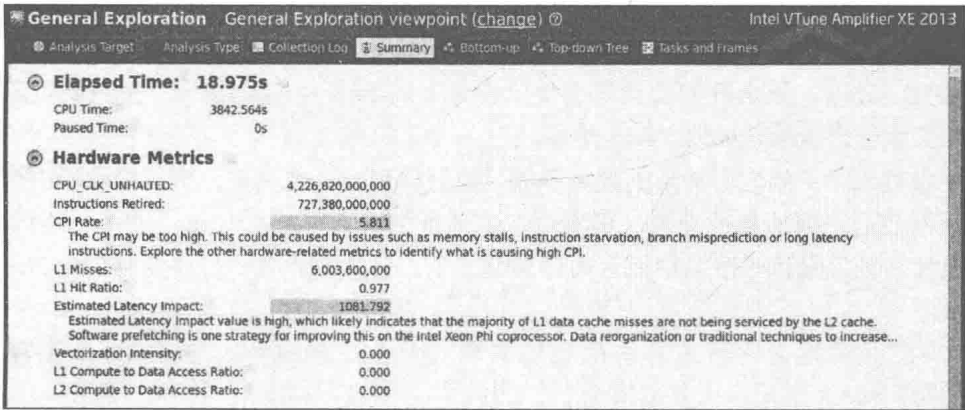 General Exploration General Exploration viewpoint (change) Intel VTune Amplifier XE 2013
Analysis Target Analysis Type Collection Log Summary Bottom-up Top-down Tree Tasks and Frames
Elapsed Time: 18.975s
CPU Time: 3842.564s
Paused Time: 0s
Hardware Metrics
CPU_CLK_UNHALTED: 4,226,820,000,000
Instructions Retired: 727,380,000,000
CPI Rate: 5.811
The CPI may be too high. This could be caused by issues such as memory stalls, instruction starvation, branch misprediction or long latency
instructions. Explore the other hardware-related metrics to identify what is causing high CPI.
L1 Misses: 6,003,600,000
L1 Hit Ratio: 0.977
Estimated Latency Impact: 1081.792
Estimated Latency Impact value is high, which likely indicates that the majority of L1 data cache misses are not being serviced by the L2 cache.
Software prefetching is one strategy for improving this on the Intel Xeon Phi coprocessor. Data reorganization or traditional techniques to increase...
Vectorization Intensity: 0.000
L1 Compute to Data Access Ratio: 0.000
L2 Compute to Data Access Ratio: 0.000